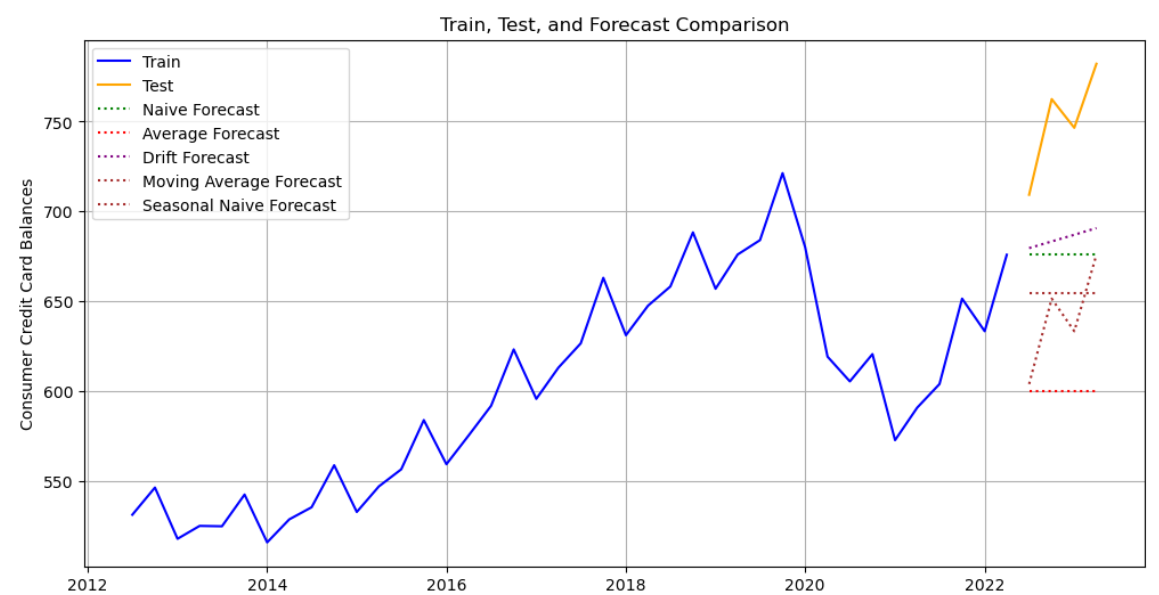 Train, Test, and Forecast Comparison
Train
Test
Naive Forecast
Average Forecast
Drift Forecast
Moving Average Forecast
Seasonal Naive Forecast
Consumer Credit Card Balances
750
700
650
600
550
2012
2014
2016
2018
2020
2022